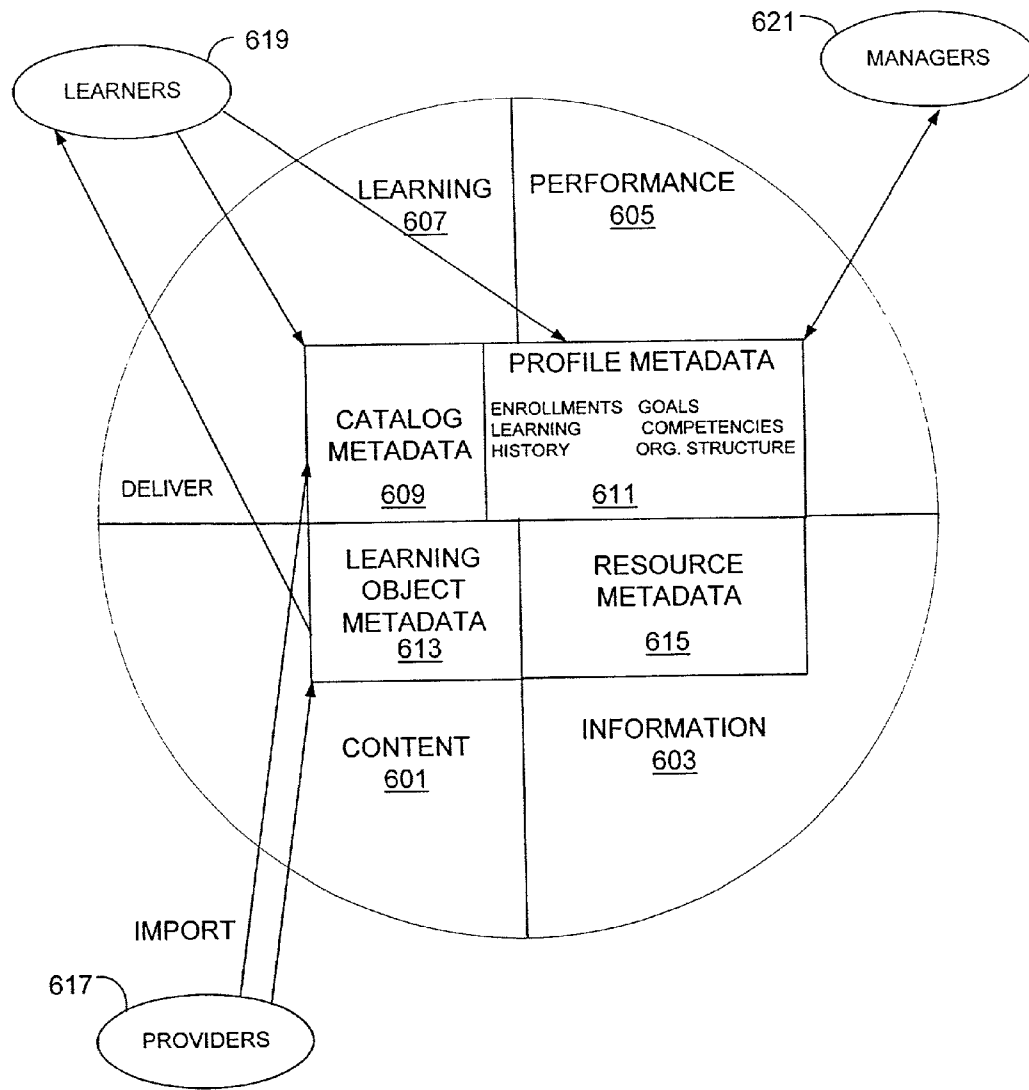 619
LEARNERS
621
MANAGERS
LEARNING
607
PERFORMANCE
605
PROFILE METADATA
ENROLLMENTS GOALS
LEARNING COMPETENCIES
HISTORY ORG. STRUCTURE
611
CATALOG
METADATA
609
DELIVER
LEARNING
OBJECT
METADATA
613
RESOURCE
METADATA
615
CONTENT
601
INFORMATION
603
IMPORT
617
PROVIDERS